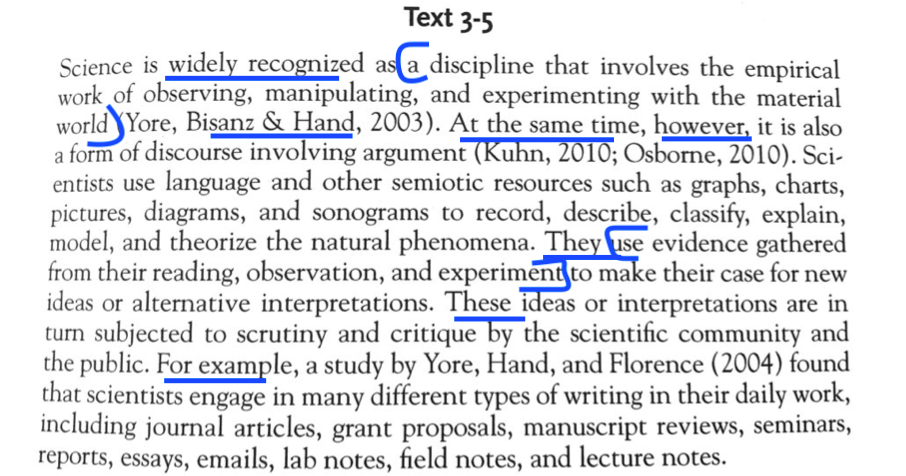 Text 3-5
Science is widely recognized as a discipline that involves the empirical
work of observing, manipulating, and experimenting with the material
world (Yore, Bisanz & Hand, 2003). At the same time, however, it is also
a form of discourse involving argument (Kuhn, 2010; Osborne, 2010). Sci-
entists use language and other semiotic resources such as graphs, charts,
pictures, diagrams, and sonograms to record, describe, classify, explain,
model, and theorize the natural phenomena. They use evidence gathered
from their reading, observation, and experiment to make their case for new
ideas or alternative interpretations. These ideas or interpretations are in
turn subjected to scrutiny and critique by the scientific community and
the public. For example, a study by Yore, Hand, and Florence (2004) found
that scientists engage in many different types of writing in their daily work,
including journal articles, grant proposals, manuscript reviews, seminars,
reports, essays, emails, lab notes, field notes, and lecture notes.